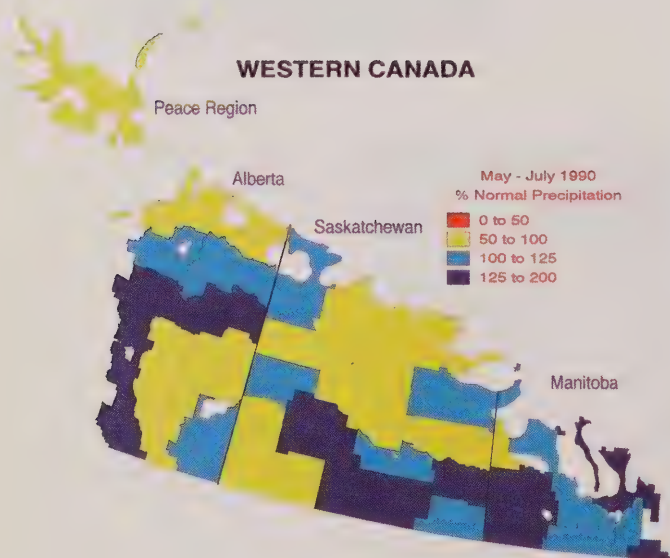 WESTERN CANADA
Peace Region
Alberta
Saskatchewan
May - July 1990
% Normal Precipitation
0 to 50
50 to 100
100 to 125
125 to 200
Manitoba